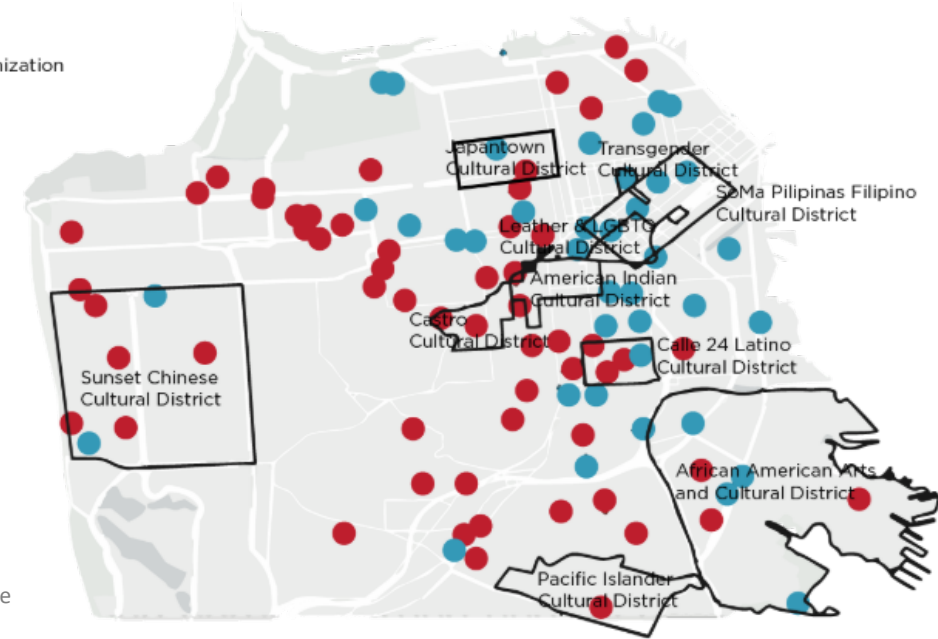 nization
Japantown
Cultural District
Transgender
Cultural District
SoMa Pilipinas Filipino
Cultural District
Leather & LGBTQ
Cultural District
American Indian
Cultural District
Castro
Cultural District
Calle 24 Latino
Cultural District
Sunset Chinese
Cultural District
African American Arts
and Cultural District
Pacific Islander
Cultural District
e